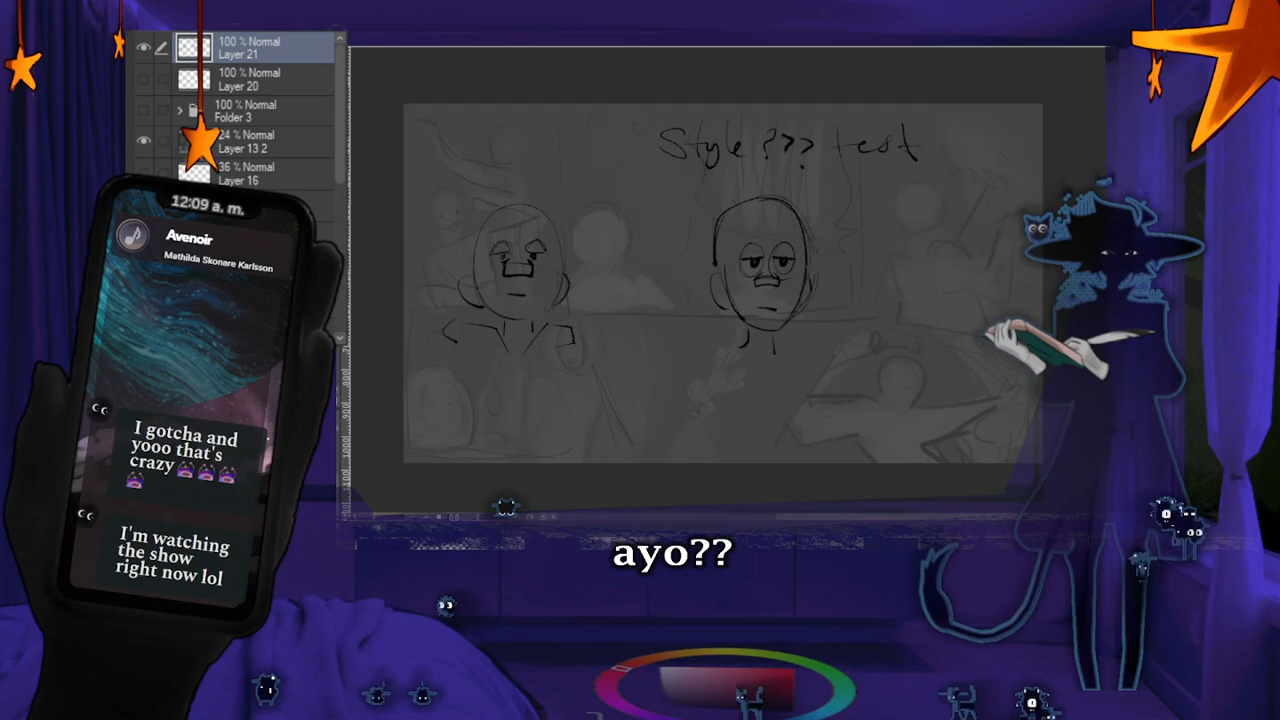 100 % Normal
Layer 21
100 % Normal
Layer 20
100 % Normal
Folder 3
24 % Normal
Layer 13 2
36 % Normal
Layer 16
Style ??? test
12:09 a. m.
Avenoir
Mathilda Skonare Karlsson
I gotcha and
yooo that's
crazy
I'm watching
the show
right now lol
ayo??